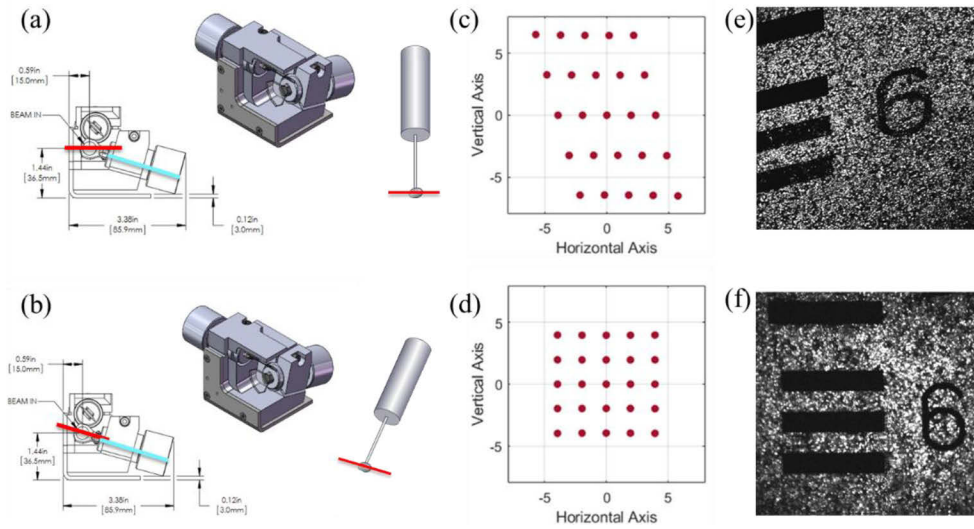 (a)
0.59in
[15.0mm]
BEAM IN
1.44in
[36.5mm]
3.38in
[85.9mm]
0.12in
[3.0mm]
(c)
5
0
-5
Vertical Axis
-5 0 5
Horizontal Axis
(e)
6
(b)
0.59in
[15.0mm]
BEAM IN
1.44in
[36.5mm]
3.38in
[85.9mm]
0.12in
[3.0mm]
(d)
5
0
-5
Vertical Axis
-5 0 5
Horizontal Axis
(f)
6